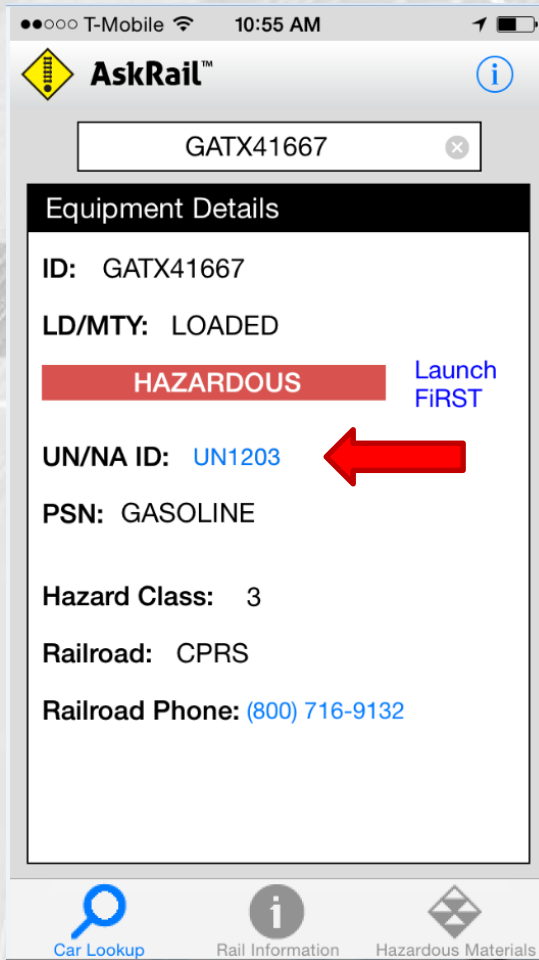 T-Mobile 10:55 AM
AskRail™
GATX41667
Equipment Details
ID: GATX41667
LD/MTY: LOADED
HAZARDOUS
Launch
FiRST
UN/NA ID: UN1203
PSN: GASOLINE
Hazard Class: 3
Railroad: CPRS
Railroad Phone: (800) 716-9132
Car Lookup Rail Information Hazardous Materials